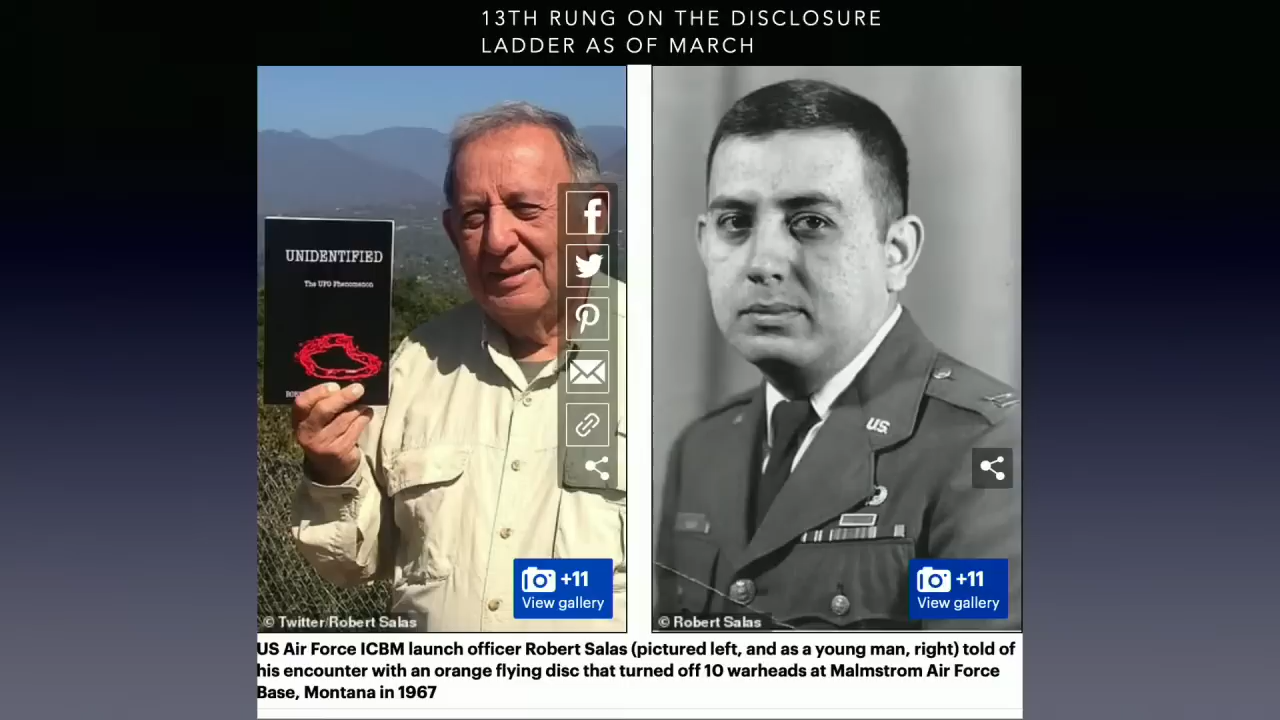 13TH RUNG ON THE DISCLOSURE
LADDER AS OF MARCH
UNIDENTIFIED
The UFO Phenomenon
+11
View gallery
© Twitter/Robert Salas
U.S.
+11
View gallery
© Robert Salas
US Air Force ICBM launch officer Robert Salas (pictured left, and as a young man, right) told of
his encounter with an orange flying disc that turned off 10 warheads at Malmstrom Air Force
Base, Montana in 1967